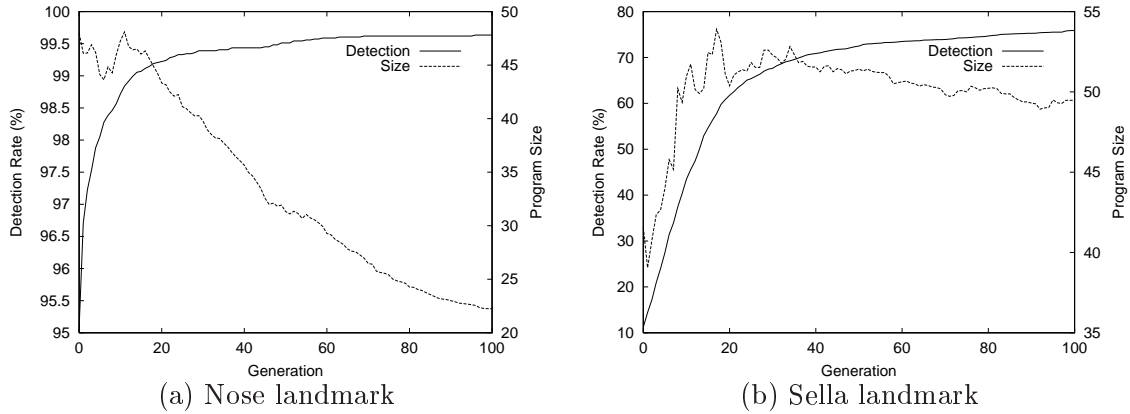 100
99.5
99
98.5
98
97.5
97
96.5
96
95.5
95
Detection Rate (%)
50
45
40
35
30
25
20
Program Size
Detection
Size
0 20 40 60 80 100
Generation
(a) Nose landmark
80
70
60
50
40
30
20
10
Detection Rate (%)
55
50
45
40
35
Program Size
Detection
Size
0 20 40 60 80 100
Generation
(b) Sella landmark